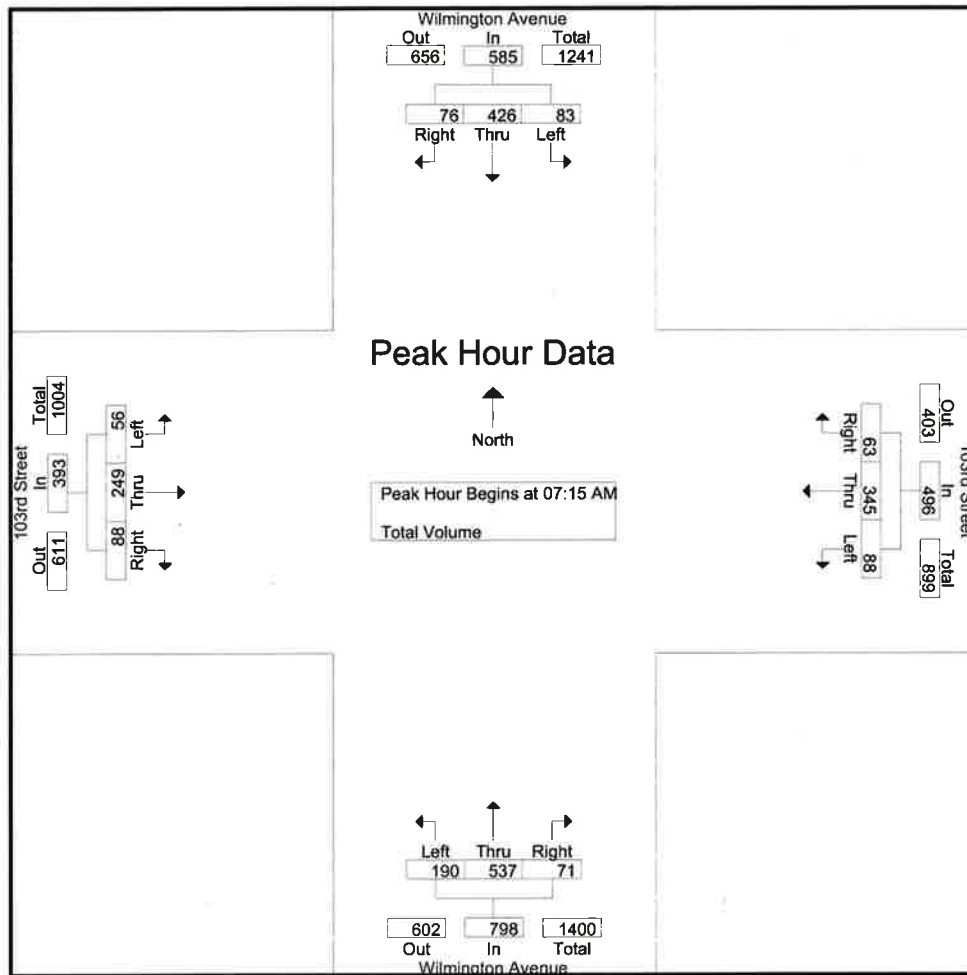 Wilmington Avenue
Out In Total
656 585 1241
76 426 83
Right Thru Left
Peak Hour Data
North
Peak Hour Begins at 07:15 AM
Total Volume
103rd Street
Out In Total
611 393 1004
Right Thru Left
88 249 56
103rd Street
Out In Total
403 496 899
63 345 88
Right Thru Left
Left Thru Right
190 537 71
602 798 1400
Out In Total
Wilmington Avenue